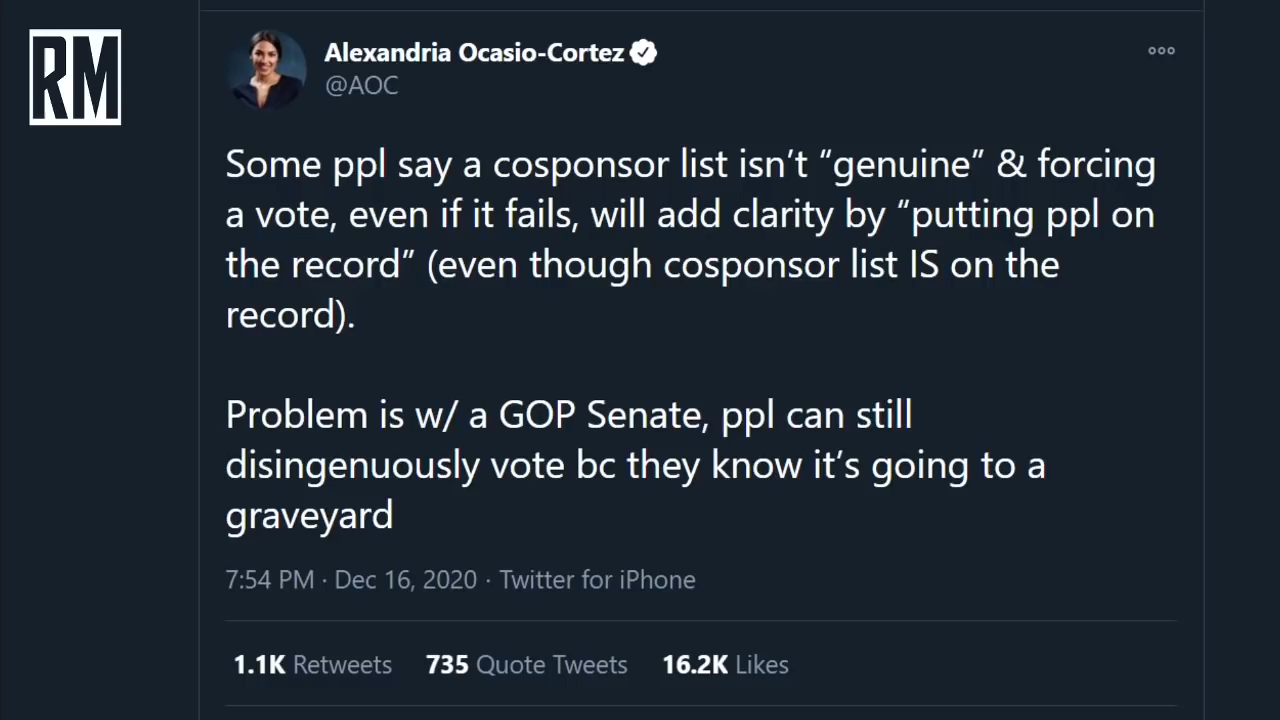 RM
Alexandria Ocasio-Cortez
@AOC
Some ppl say a cosponsor list isn’t “genuine” & forcing
a vote, even if it fails, will add clarity by “putting ppl on
the record” (even though cosponsor list IS on the
record).
Problem is w/ a GOP Senate, ppl can still
disingenuously vote bc they know it’s going to a
graveyard
7:54 PM · Dec 16, 2020 · Twitter for iPhone
1.1K Retweets 735 Quote Tweets 16.2K Likes